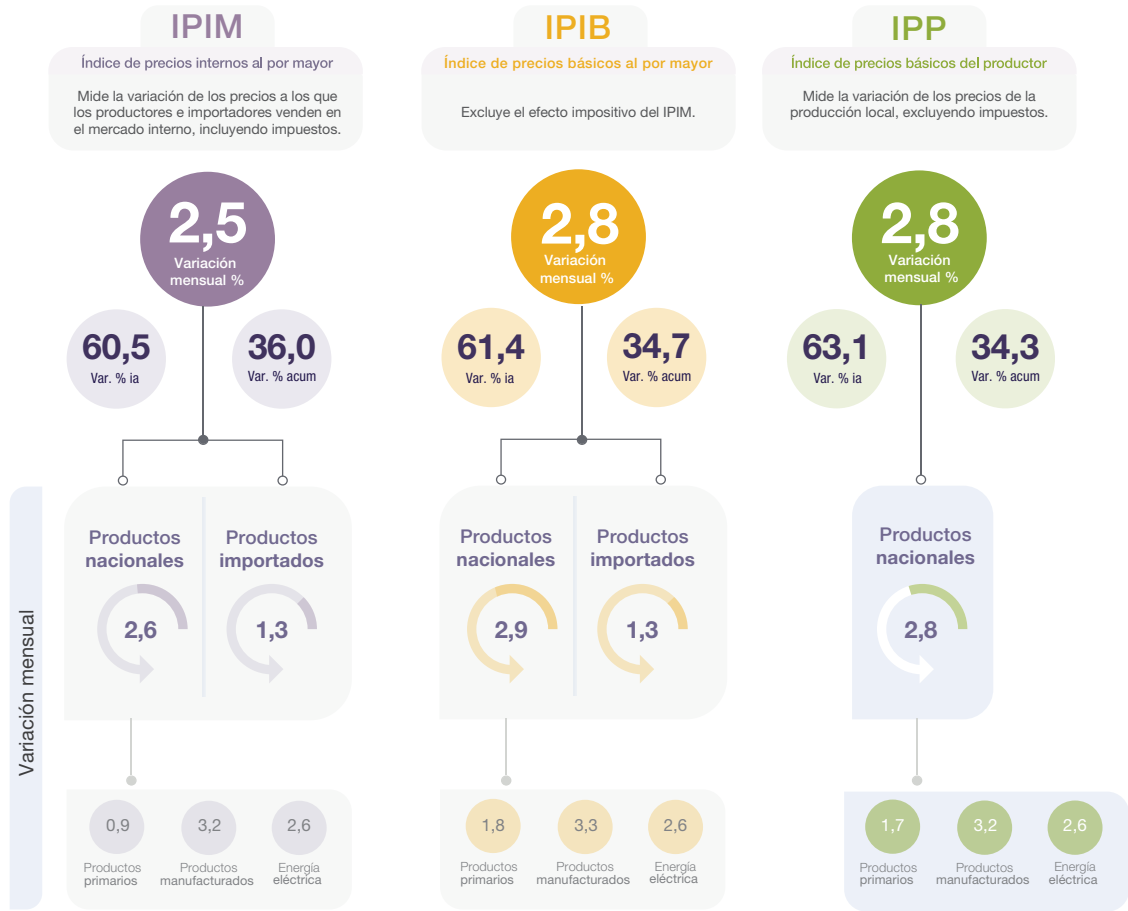 IPIM
Índice de precios internos al por mayor
Mide la variación de los precios a los que
los productores e importadores venden en
el mercado interno, incluyendo impuestos.
2,5
Variación
mensual %
60,5
Var. % ia
36,0
Var. % acum
Productos
nacionales
2,6
Productos
importados
1,3
0,9
Productos
primarios
3,2
Productos
manufacturados
2,6
Energía
eléctrica
IPIB
Índice de precios básicos al por mayor
Excluye el efecto impositivo del IPIM.
2,8
Variación
mensual %
61,4
Var. % ia
34,7
Var. % acum
Productos
nacionales
2,9
Productos
importados
1,3
1,8
Productos
primarios
3,3
Productos
manufacturados
2,6
Energía
eléctrica
IPP
Índice de precios básicos del productor
Mide la variación de los precios de la
producción local, excluyendo impuestos.
2,8
Variación
mensual %
63,1
Var. % ia
34,3
Var. % acum
Productos
nacionales
2,8
1,7
Productos
primarios
3,2
Productos
manufacturados
2,6
Energía
eléctrica
Variación mensual